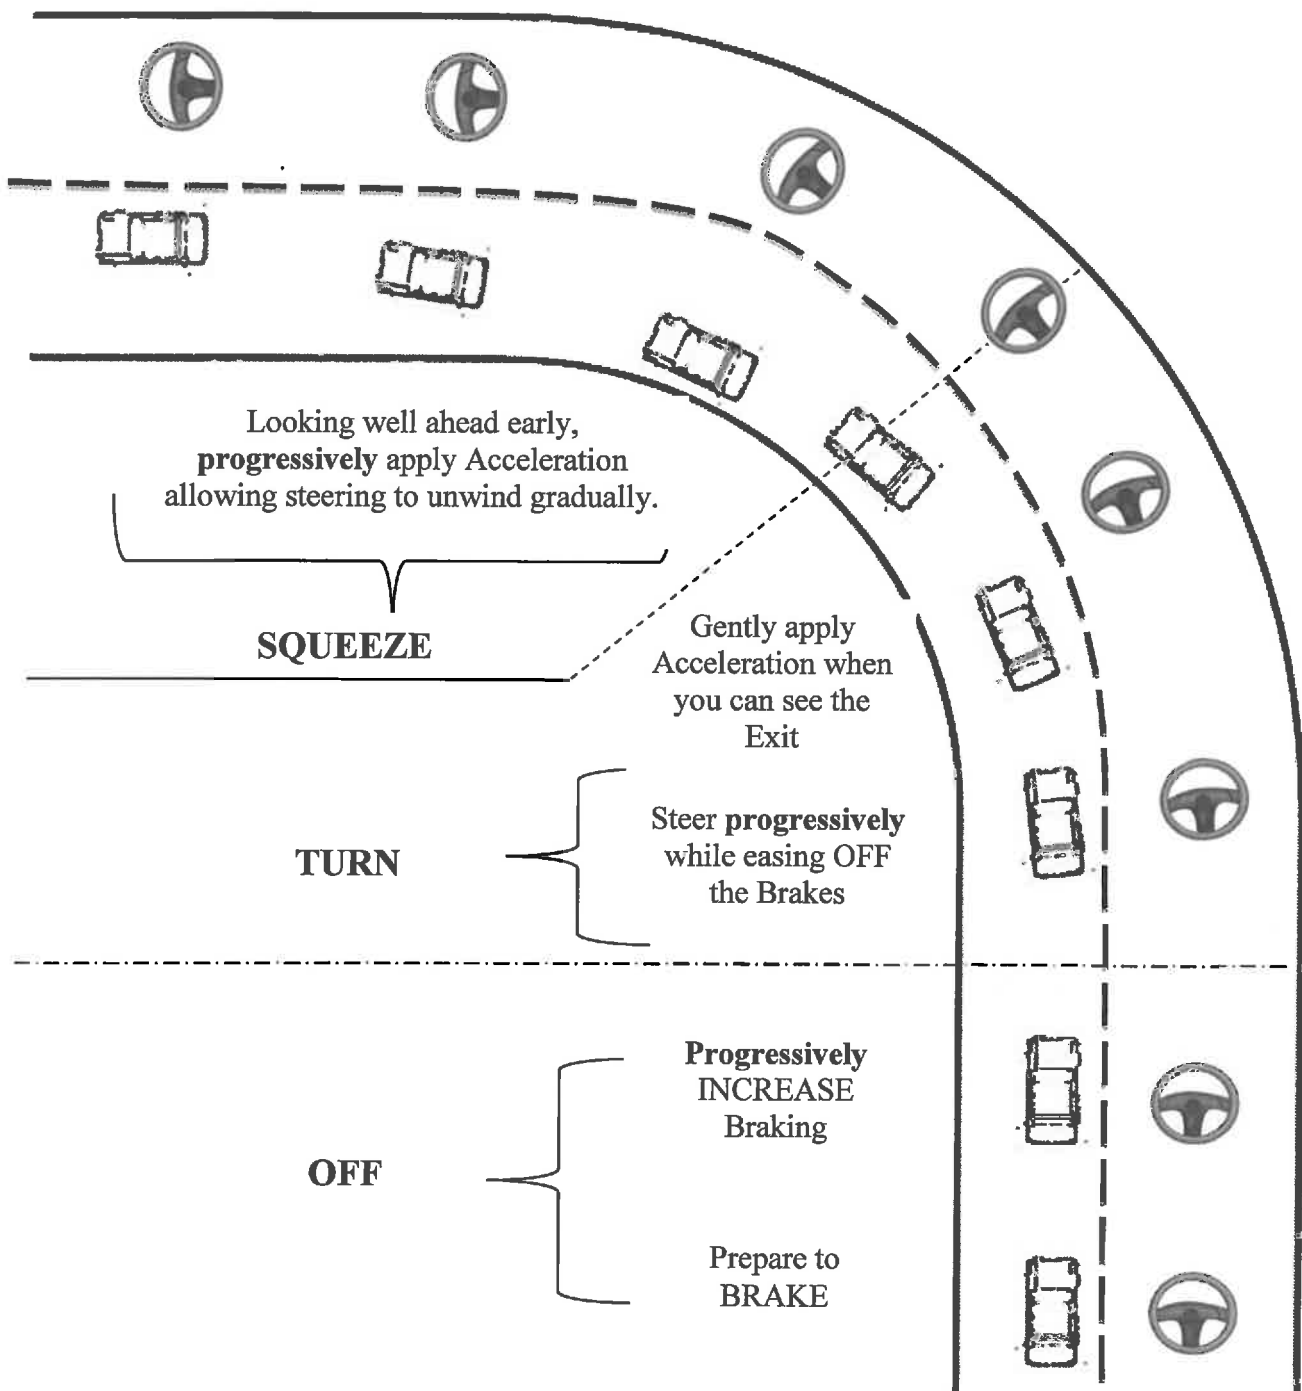 Looking well ahead early,
progressively apply Acceleration
allowing steering to unwind gradually.
SQUEEZE
Gently apply
Acceleration when
you can see the
Exit
TURN
Steer progressively
while easing OFF
the Brakes
Progressively
INCREASE
Braking
OFF
Prepare to
BRAKE